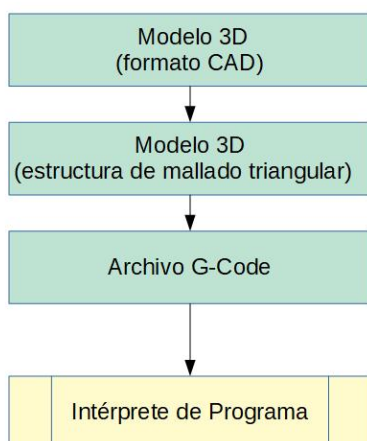 Modelo 3D
(formato CAD)
Modelo 3D
(estructura de mallado triangular)
Archivo G-Code
Intérprete de Programa